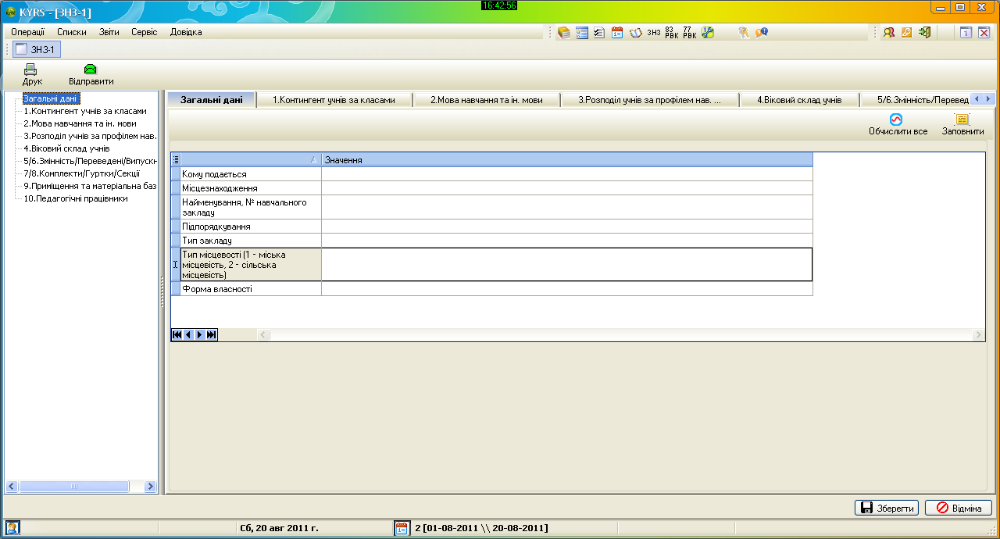 16:42:56
KYRS - [ЗНЗ-1]
Операції Списки Звіти Сервіс Довідка
ЗНЗ 83 РВК 77 РВК
1
ЗНЗ-1
Друк Відправити
Загальні дані
1.Контингент учнів за класами
2.Мова навчання та ін. мови
3.Розподіл учнів за профілем нав.
4.Віковий склад учнів
5/6.Змінність/Переведені/Випускн
7/8.Комплекти/Гуртки/Секції
9.Приміщення та матеріальна баз
10.Педагогічні працівники
Загальні дані 1.Контингент учнів за класами 2.Мова навчання та ін. мови 3.Розподіл учнів за профілем нав. ... 4.Віковий склад учнів 5/6.Змінність/Перевед
Обчислити все Заповнити
Значення
Кому подається
Місцезнаходження
Найменування, № навчального
закладу
Підпорядкування
Тип закладу
Тип місцевості (1 - міська
місцевість, 2 - сільська
місцевість)
Форма власності
Зберегти Відміна
Сб, 20 авг 2011 г. 2 [01-08-2011 \\ 20-08-2011]